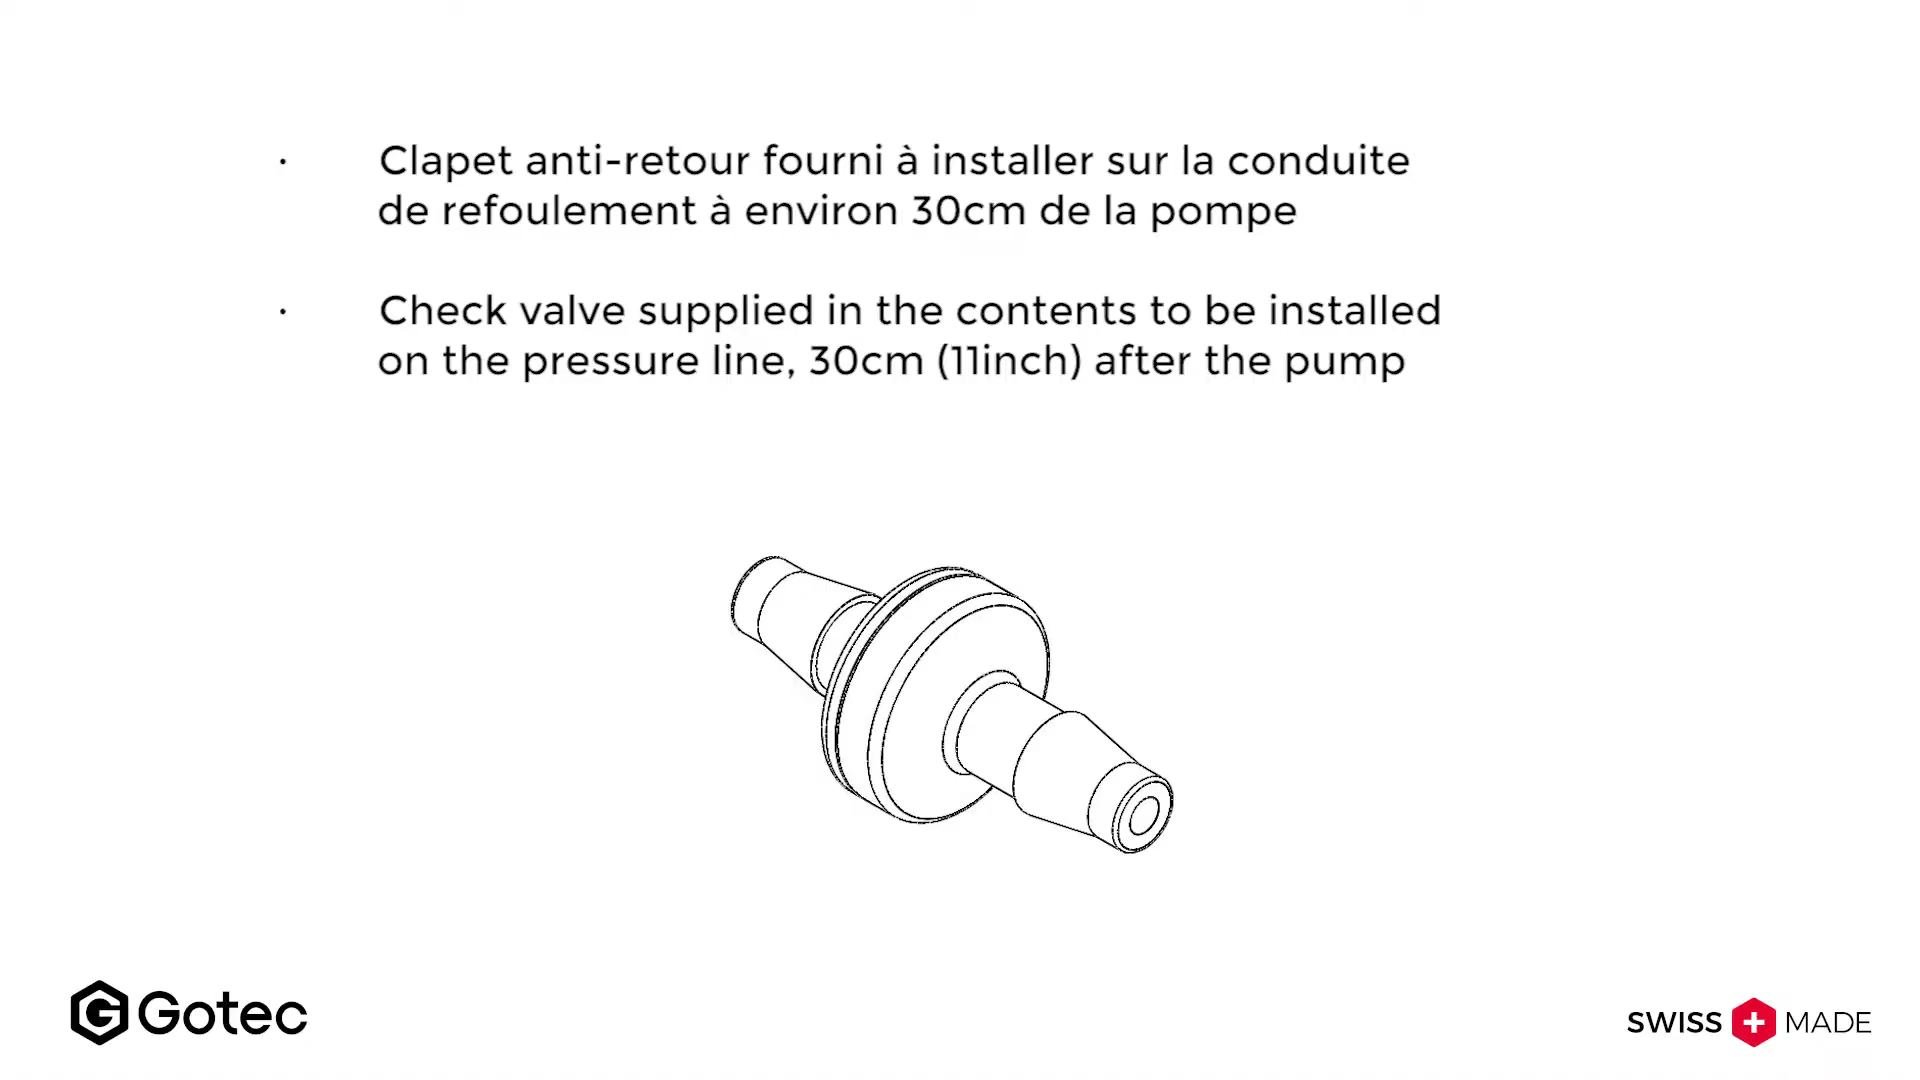 · Clapet anti-retour fourni à installer sur la conduite
de refoulement à environ 30cm de la pompe
· Check valve supplied in the contents to be installed
on the pressure line, 30cm (11inch) after the pump
Gotec
SWISS MADE